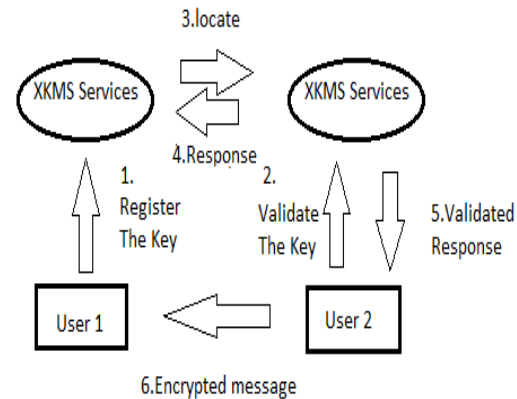 3.locate
XKMS Services
XKMS Services
4.Response
1.
Register
The Key
2.
Validate
The Key
5.Validated
Response
User 1
User 2
6.Encrypted message